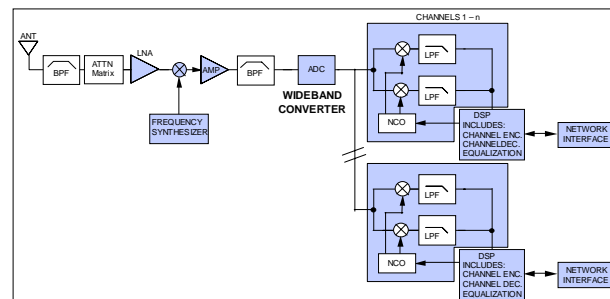 CHANNELS 1 – n
ANT
BPF
ATTN
Matrix
LNA
AMP
BPF
ADC
WIDEBAND
CONVERTER
FREQUENCY
SYNTHESIZER
LPF
LPF
NCO
DSP
INCLUDES:
CHANNEL ENC.
CHANNELDEC.
EQUALIZATION
NETWORK
INTERFACE
LPF
LPF
NCO
DSP
INCLUDES:
CHANNEL ENC.
CHANNEL DEC.
EQUALIZATION
NETWORK
INTERFACE